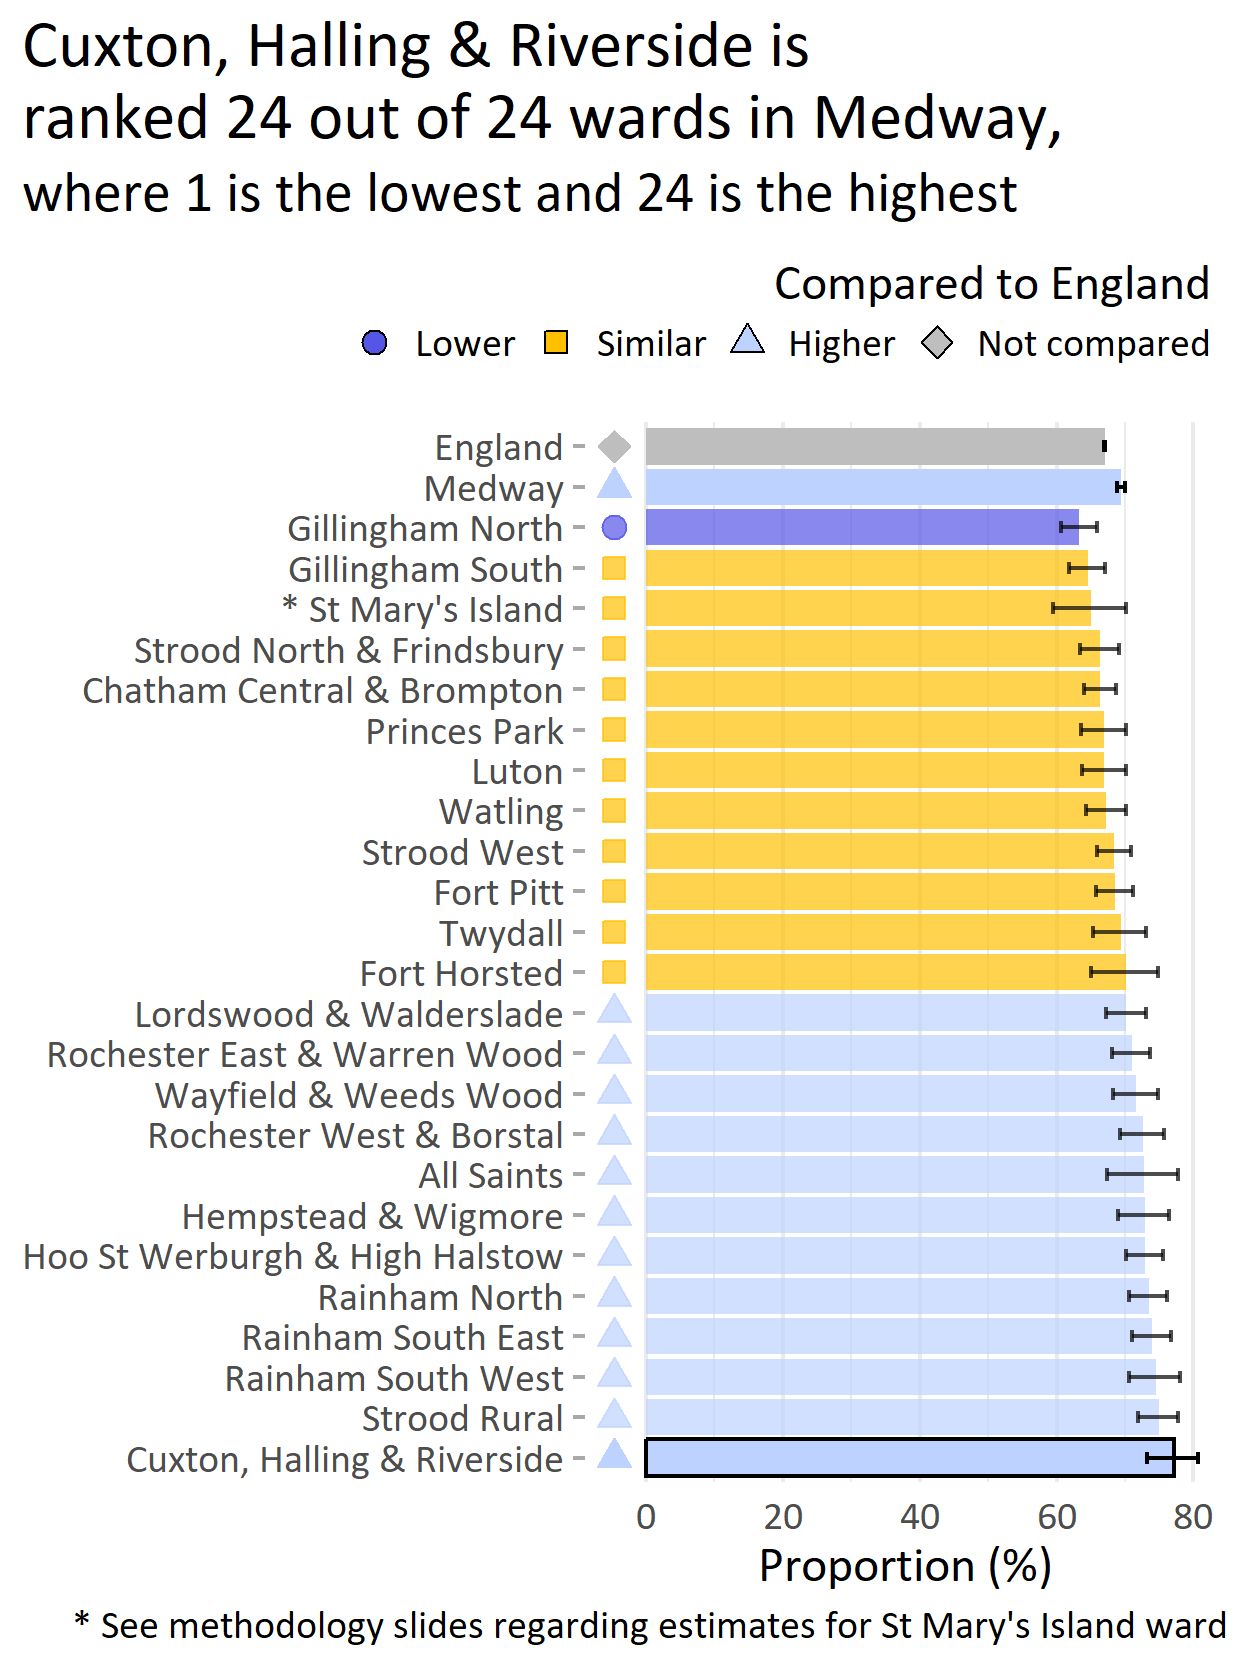 Cuxton, Halling & Riverside is
ranked 24 out of 24 wards in Medway,
where 1 is the lowest and 24 is the highest
Compared to England
Lower Similar Higher Not compared
England
Medway
Gillingham North
Gillingham South
* St Mary's Island
Strood North & Frindsbury
Chatham Central & Brompton
Princes Park
Luton
Watling
Strood West
Fort Pitt
Twydall
Fort Horsted
Lordswood & Walderslade
Rochester East & Warren Wood
Wayfield & Weeds Wood
Rochester West & Borstal
All Saints
Hempstead & Wigmore
Hoo St Werburgh & High Halstow
Rainham North
Rainham South East
Rainham South West
Strood Rural
Cuxton, Halling & Riverside
0 20 40 60 80
Proportion (%)
* See methodology slides regarding estimates for St Mary's Island ward